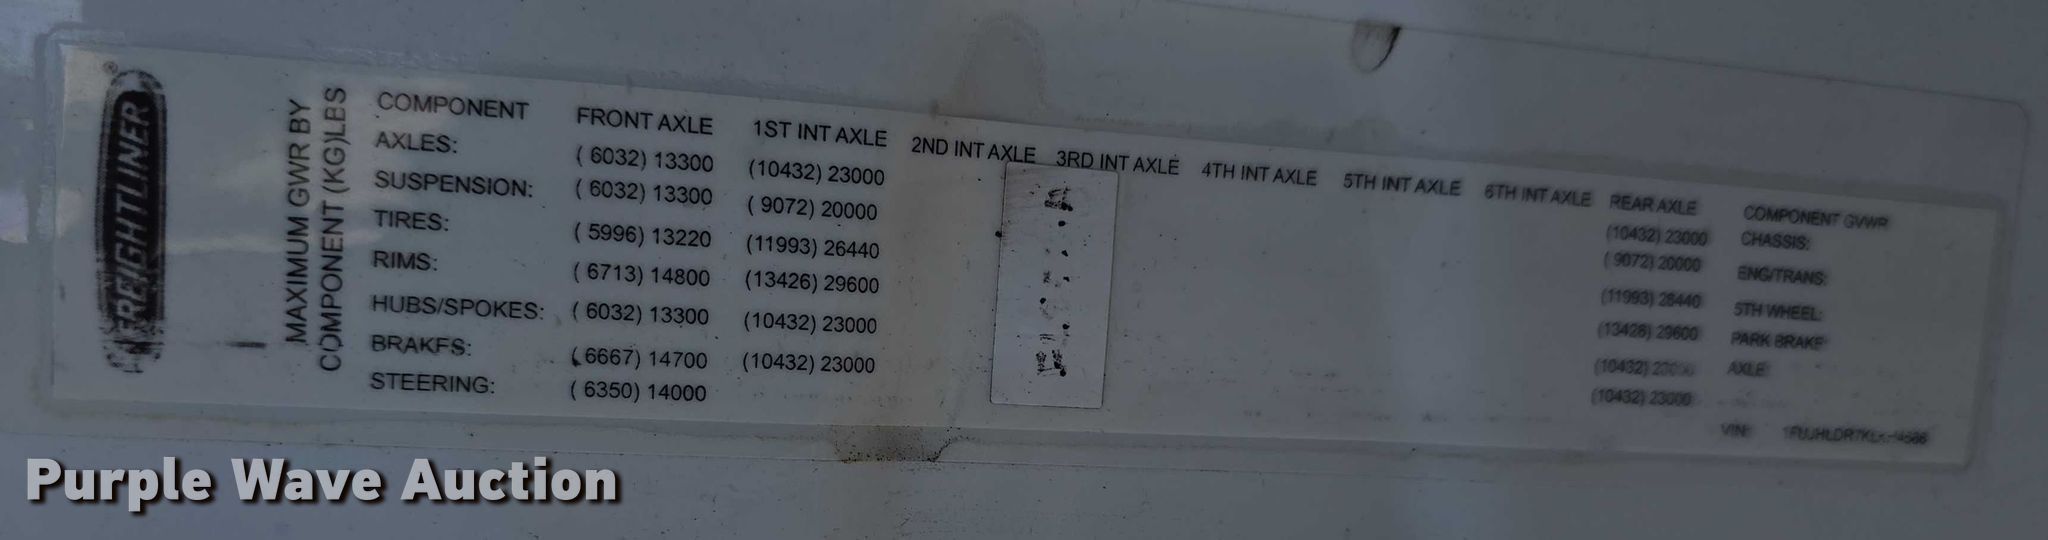 FREIGHTLINER
MAXIMUM GWR BY
COMPONENT (KG)LBS
COMPONENT FRONT AXLE 1ST INT AXLE 2ND INT AXLE 3RD INT AXLE 4TH INT AXLE 5TH INT AXLE 6TH INT AXLE REAR AXLE COMPONENT GVWR
AXLES: ( 6032) 13300 (10432) 23000 (10432) 23000 CHASSIS:
SUSPENSION: ( 6032) 13300 ( 9072) 20000 ( 9072) 20000 ENG/TRANS:
TIRES: ( 5996) 13220 (11993) 26440 (11993) 26440 5TH WHEEL:
RIMS: ( 6713) 14800 (13426) 29600 (13426) 29600 PARK BRAKE:
HUBS/SPOKES: ( 6032) 13300 (10432) 23000 (10432) 23000 AXLE:
BRAKES: ( 6667) 14700 (10432) 23000 (10432) 23000
STEERING: ( 6350) 14000
VIN:
Purple Wave Auction